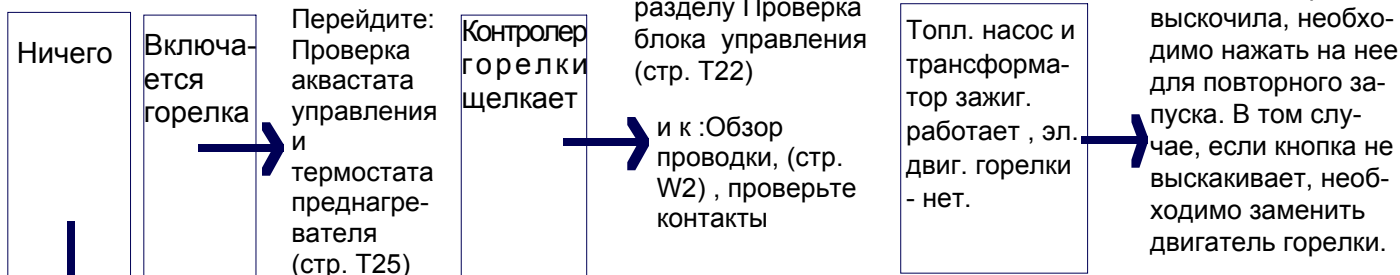 Ничего
Включа-
ется
горелка
Перейдите:
Проверка
аквастата
управления
и
термостата
преднагре-
вателя
(стр. T25)
Контролер
горелки
щелкает
разделу Проверка
блока управления
(стр. T22)
и к :Обзор
проводки, (стр.
W2) , проверьте
контакты
Топл. насос и
трансформа-
тор зажиг.
работает , эл.
двиг. горелки
- нет.
выскочила, необхо-
димо нажать на нее
для повторного за-
пуска. В том слу-
чае, если кнопка не
выскакивает, необ-
ходимо заменить
двигатель горелки.